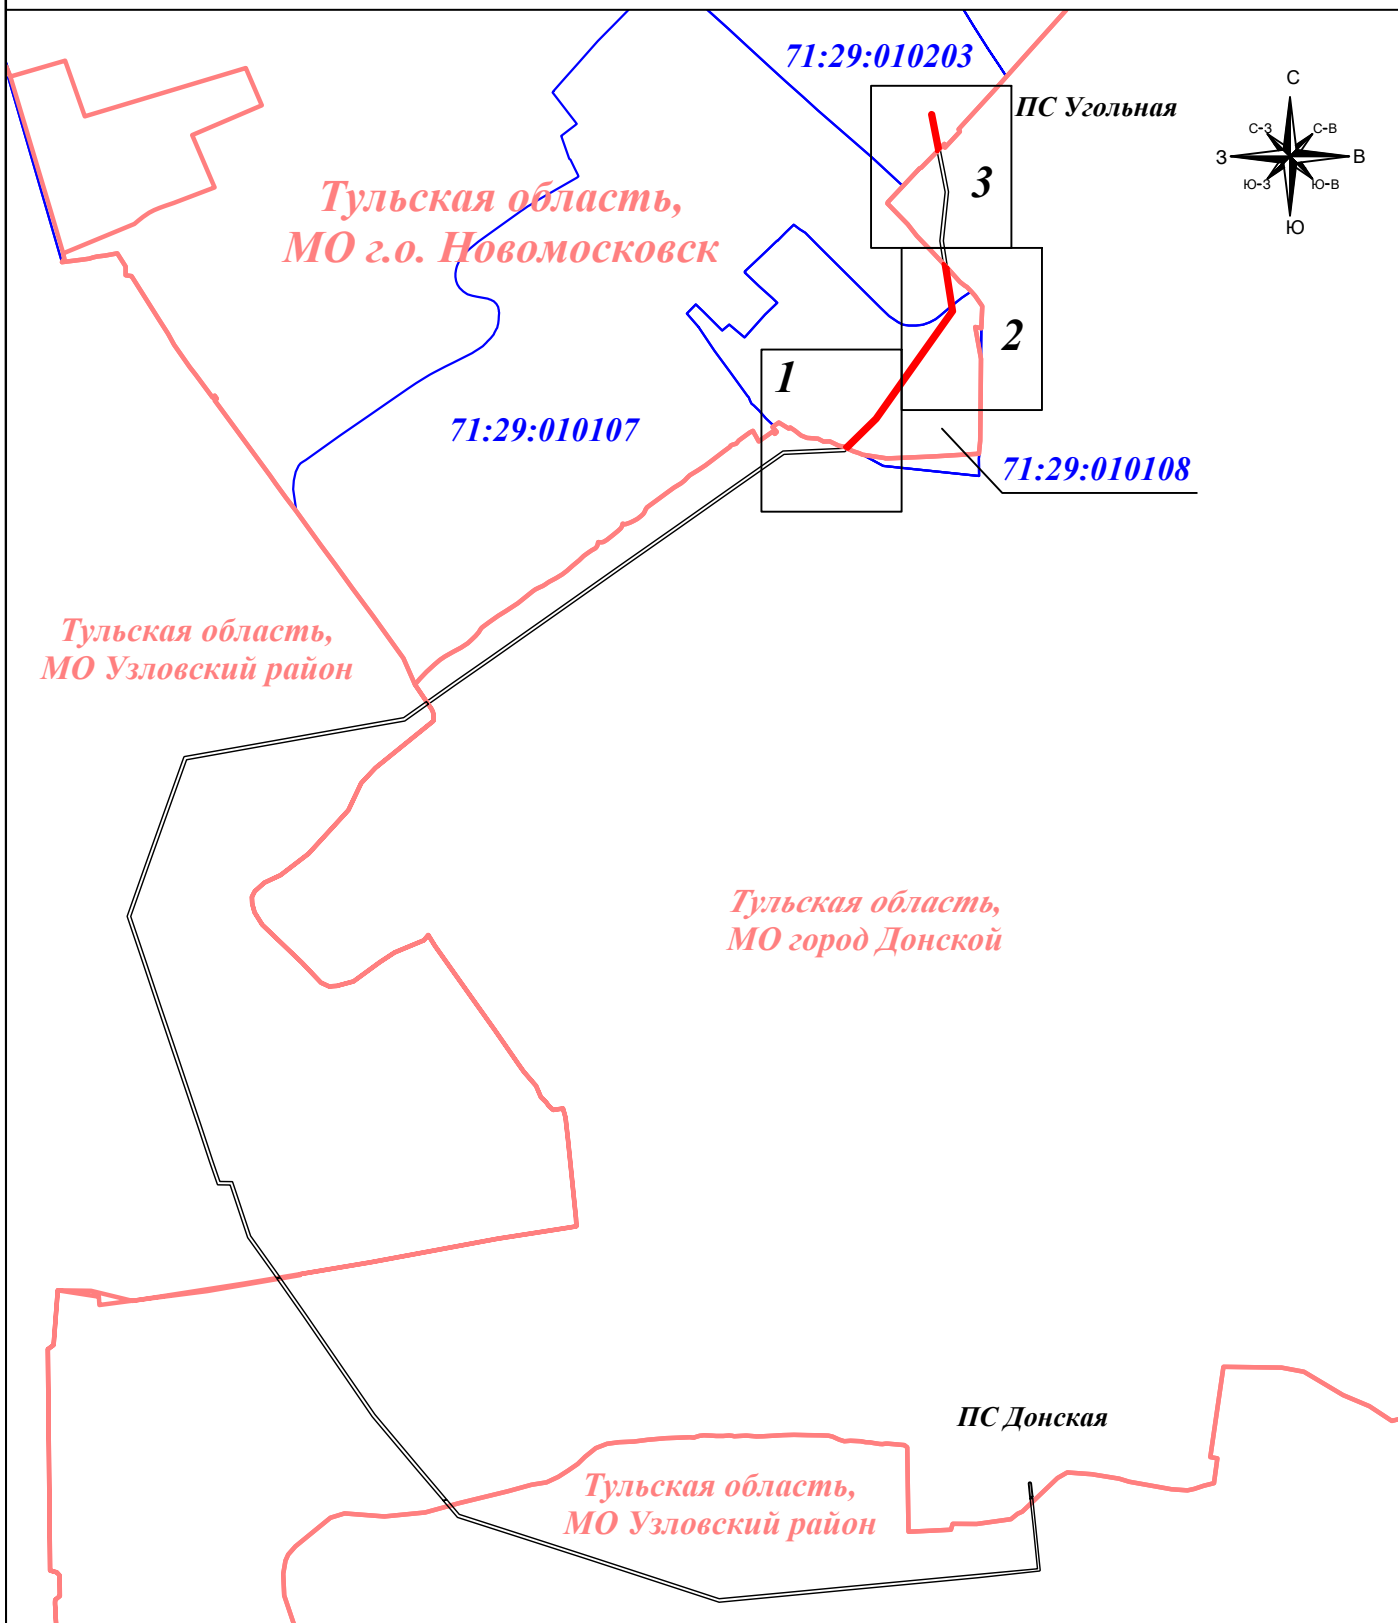 71:29:010203
ПС Угольная
С
С-З
С-В
З
В
Ю-З
Ю-В
Ю
3
Тульская область,
МО г.о. Новомосковск
2
1
71:29:010107
71:29:010108
Тульская область,
МО Узловский район
Тульская область,
МО город Донской
ПС Донская
Тульская область,
МО Узловский район